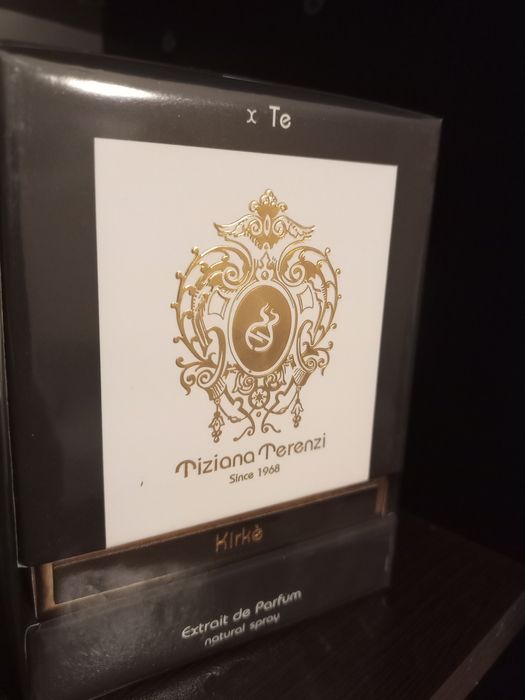 x Te
Tiziana Terenzi
Since 1968
Kirkè
Extrait de Parfum
natural spray